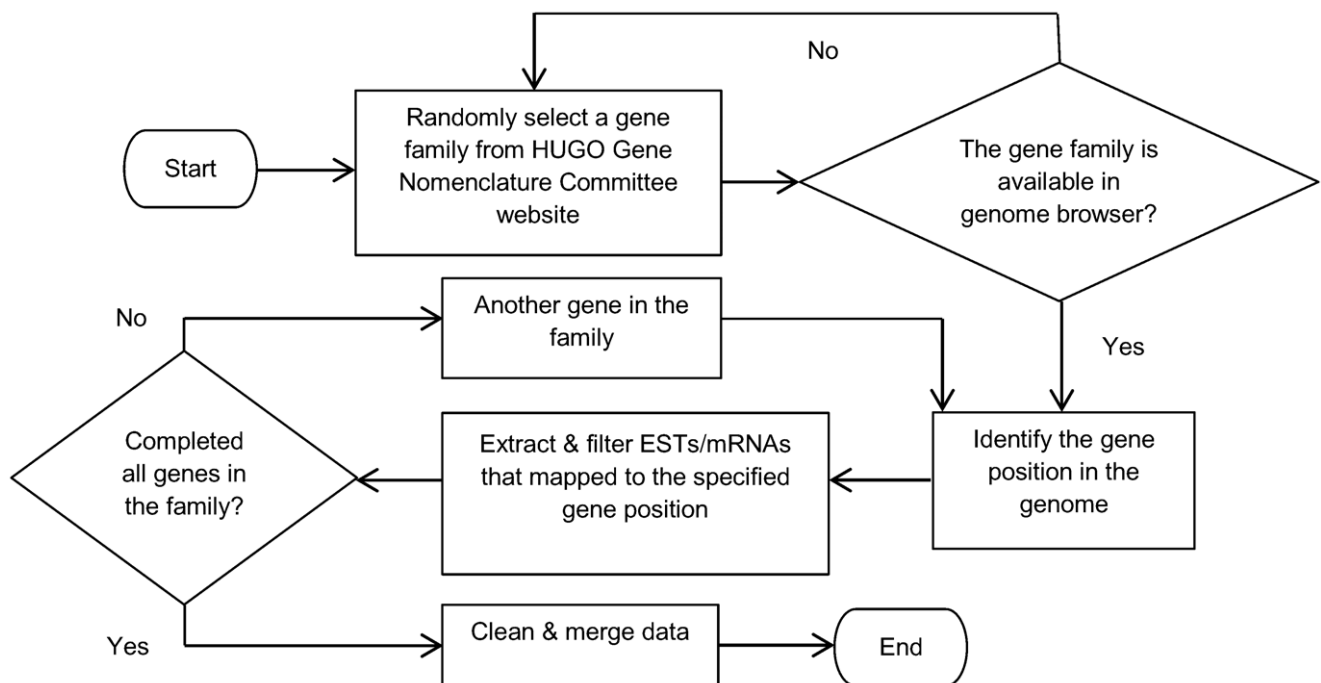 No
Start
Randomly select a gene
family from HUGO Gene
Nomenclature Committee
website
The gene family is
available in
genome browser?
No
Another gene in the
family
Yes
Completed
all genes in
the family?
Extract & filter ESTs/mRNAs
that mapped to the specified
gene position
Identify the gene
position in the
genome
Yes
Clean & merge data
End